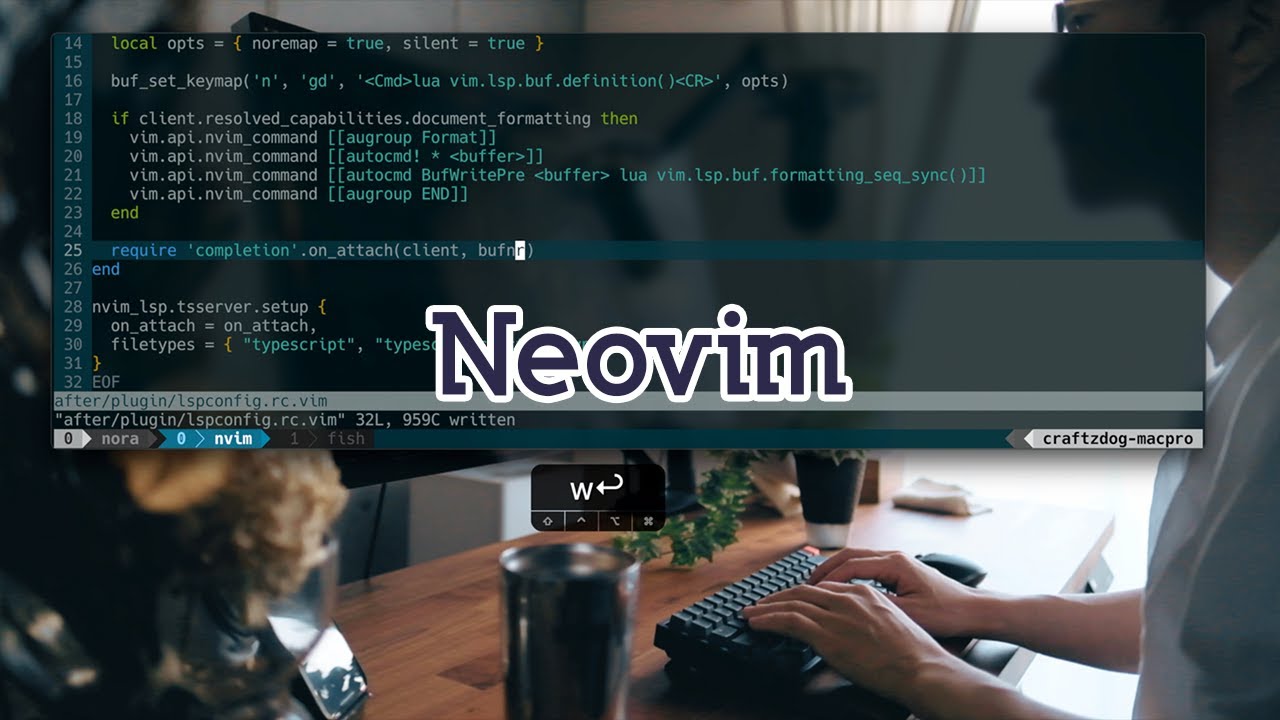 14 local opts = { noremap = true, silent = true }
15
16 buf_set_keymap('n', 'gd', '<Cmd>lua vim.lsp.buf.definition()<CR>', opts)
17
18 if client.resolved_capabilities.document_formatting then
19 vim.api.nvim_command [[augroup Format]]
20 vim.api.nvim_command [[autocmd! * <buffer>]]
21 vim.api.nvim_command [[autocmd BufWritePre <buffer> lua vim.lsp.buf.formatting_seq_sync()]]
22 vim.api.nvim_command [[augroup END]]
23 end
24
25 require 'completion'.on_attach(client, bufnr)
26 end
27
28 nvim_lsp.tsserver.setup {
29 on_attach = on_attach,
30 filetypes = { "typescript",
31 }
32 EOF
Neovim
after/plugin/lspconfig.rc.vim
"after/plugin/lspconfig.rc.vim" 32L, 959C written
0 nora 0 nvim 1 fish craftzdog-macpro
w↩
⇧ ^ ⌥ ⌘